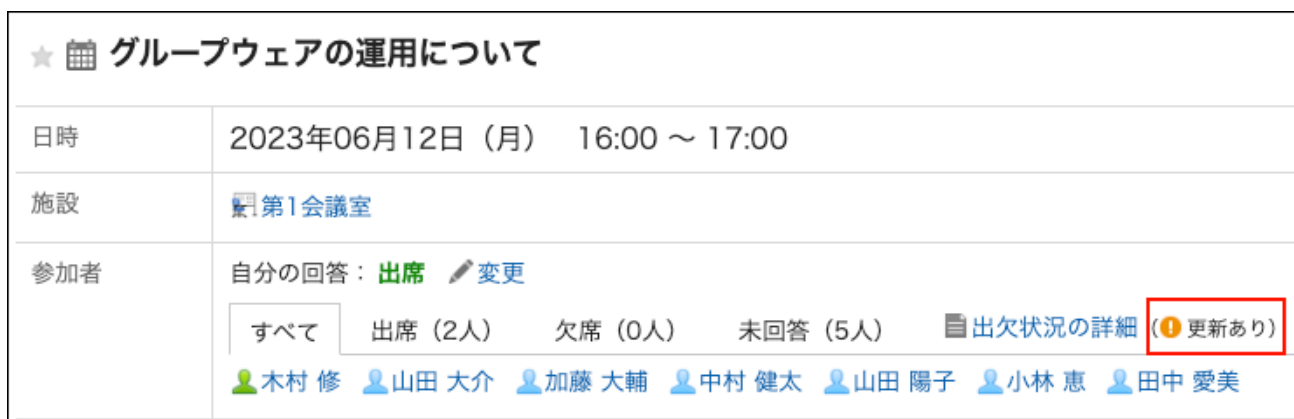 グループウェアの運用について
日時 2023年06月12日（月） 16:00 ～ 17:00
施設 第1会議室
参加者 自分の回答： 出席 変更
すべて 出席（2人） 欠席（0人） 未回答（5人） 出欠状況の詳細 （更新あり）
木村 修 山田 大介 加藤 大輔 中村 健太 山田 陽子 小林 恵 田中 愛美